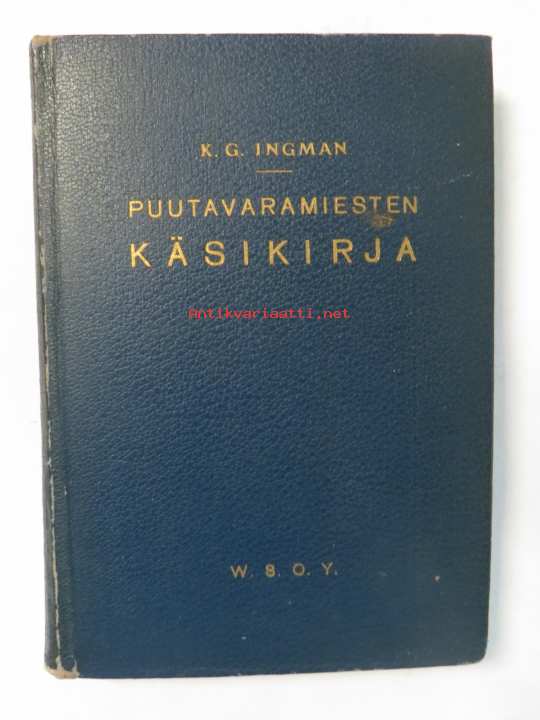 K. G. INGMAN
PUUTAVARAMIESTEN
KÄSIKIRJA
Antikvariaatti.net
W. S. O. Y.